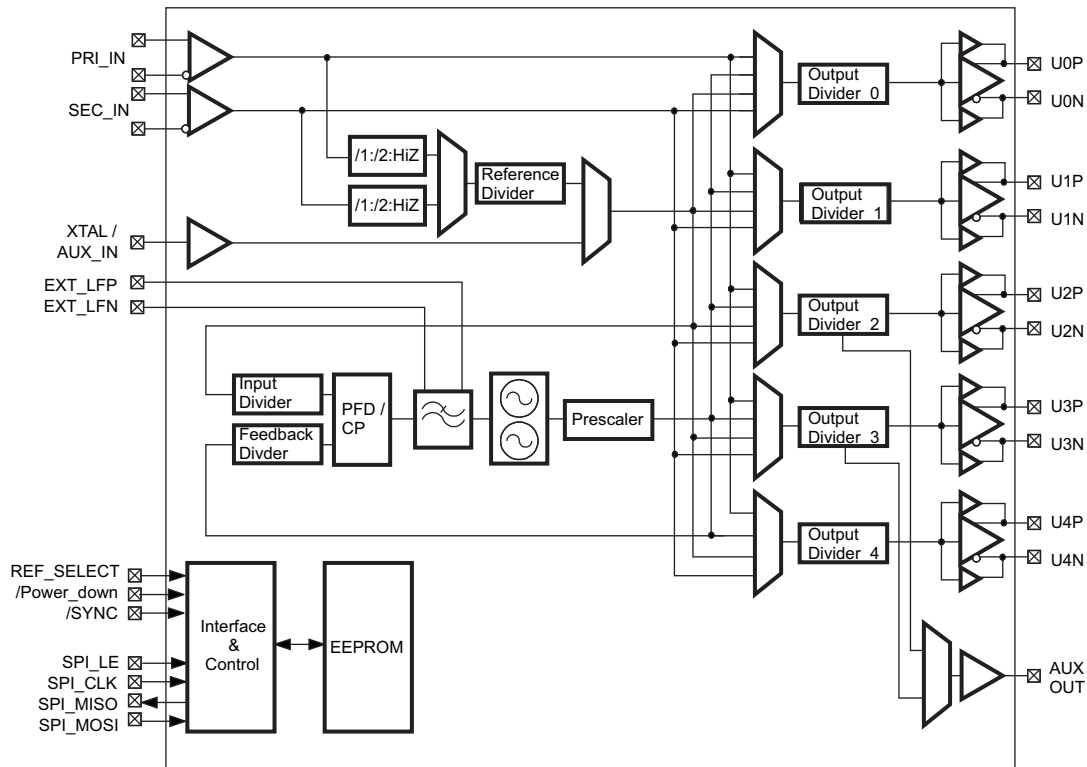 PRI_IN
SEC_IN
XTAL /
AUX_IN
EXT_LFP
EXT_LFN
/1:/2:HiZ
/1:/2:HiZ
Reference
Divider
Input
Divider
Feedback
Divder
PFD /
CP
Prescaler
Output
Divider 0
Output
Divider 1
Output
Divider 2
Output
Divider 3
Output
Divider 4
U0P
U0N
U1P
U1N
U2P
U2N
U3P
U3N
U4P
U4N
AUX
OUT
REF_SELECT
/Power_down
/SYNC
SPI_LE
SPI_CLK
SPI_MISO
SPI_MOSI
Interface
&
Control
EEPROM